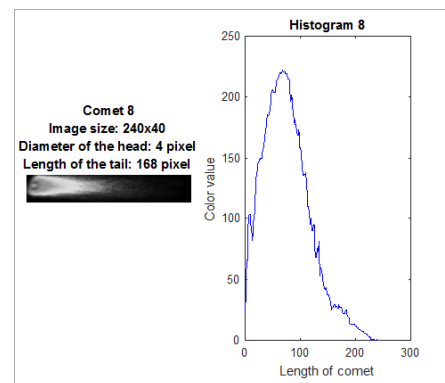 Comet 8
Image size: 240x40
Diameter of the head: 4 pixel
Length of the tail: 168 pixel
Histogram 8
Color value
250
200
150
100
50
0
0 100 200 300
Length of comet